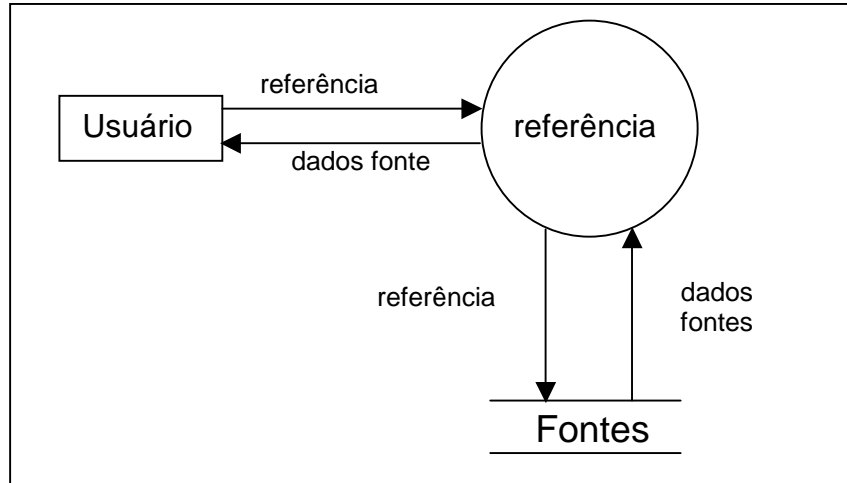 referência
Usuário
referência
dados fonte
referência
dados
fontes
Fontes